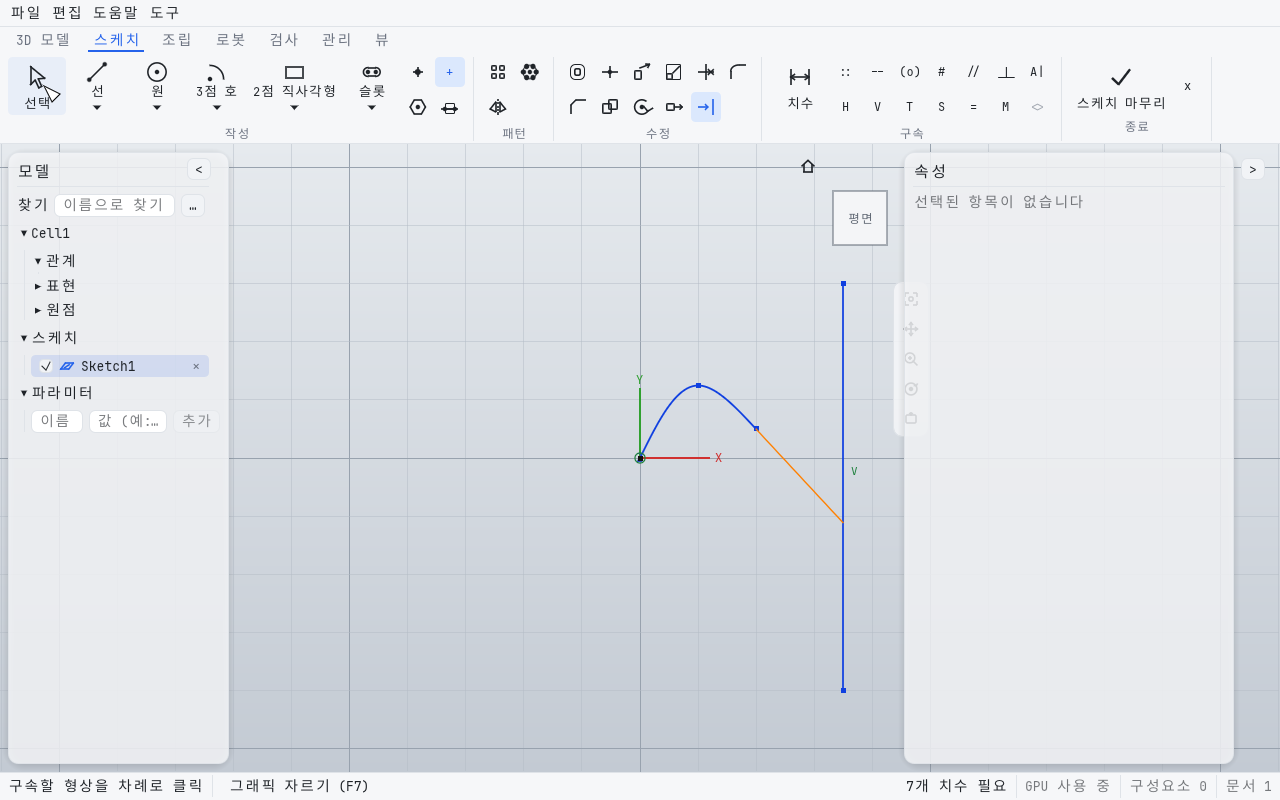 파일 편집 도움말 도구
3D 모델 스케치 조립 로봇 검사 관리 뷰
선택 선 원 3점 호 2점 직사각형 슬롯
작성
패턴
수정
치수
:: -- (o) # // ⊥ A|
H V T S = M <>
구속
스케치 마무리 x
종료
모델 <
찾기 이름으로 찾기 …
Cell1
관계
표현
원점
스케치
Sketch1 ×
파라미터
이름 값 (예:… 추가
평면
Y
X
V
속성 >
선택된 항목이 없습니다
구속할 형상을 차례로 클릭 그래픽 자르기 (F7) 7개 치수 필요 GPU 사용 중 구성요소 0 문서 1